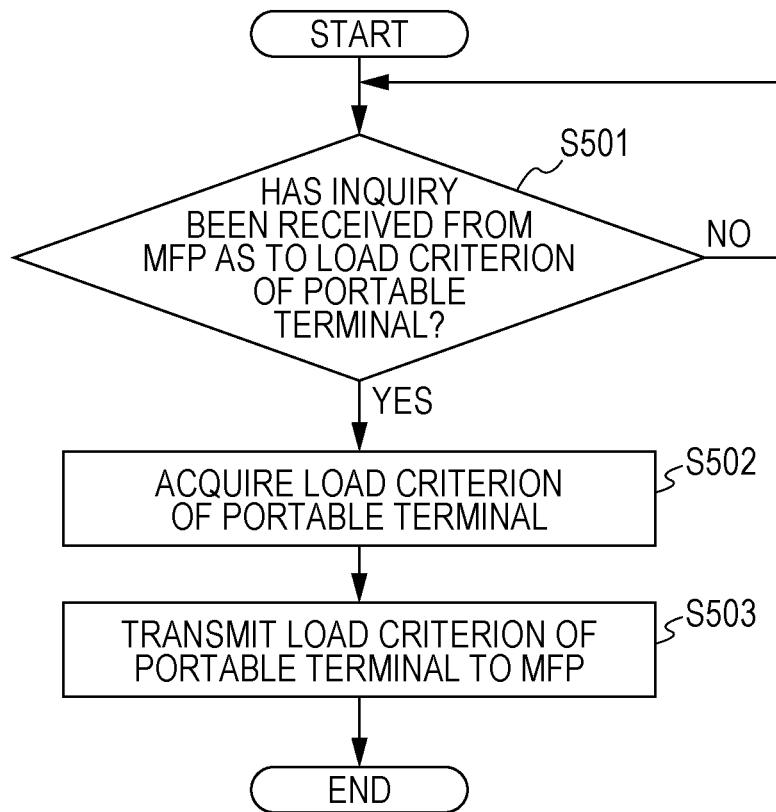 START
S501
HAS INQUIRY
BEEN RECEIVED FROM
MFP AS TO LOAD CRITERION
OF PORTABLE
TERMINAL?
NO
YES
S502
ACQUIRE LOAD CRITERION
OF PORTABLE TERMINAL
S503
TRANSMIT LOAD CRITERION OF
PORTABLE TERMINAL TO MFP
END